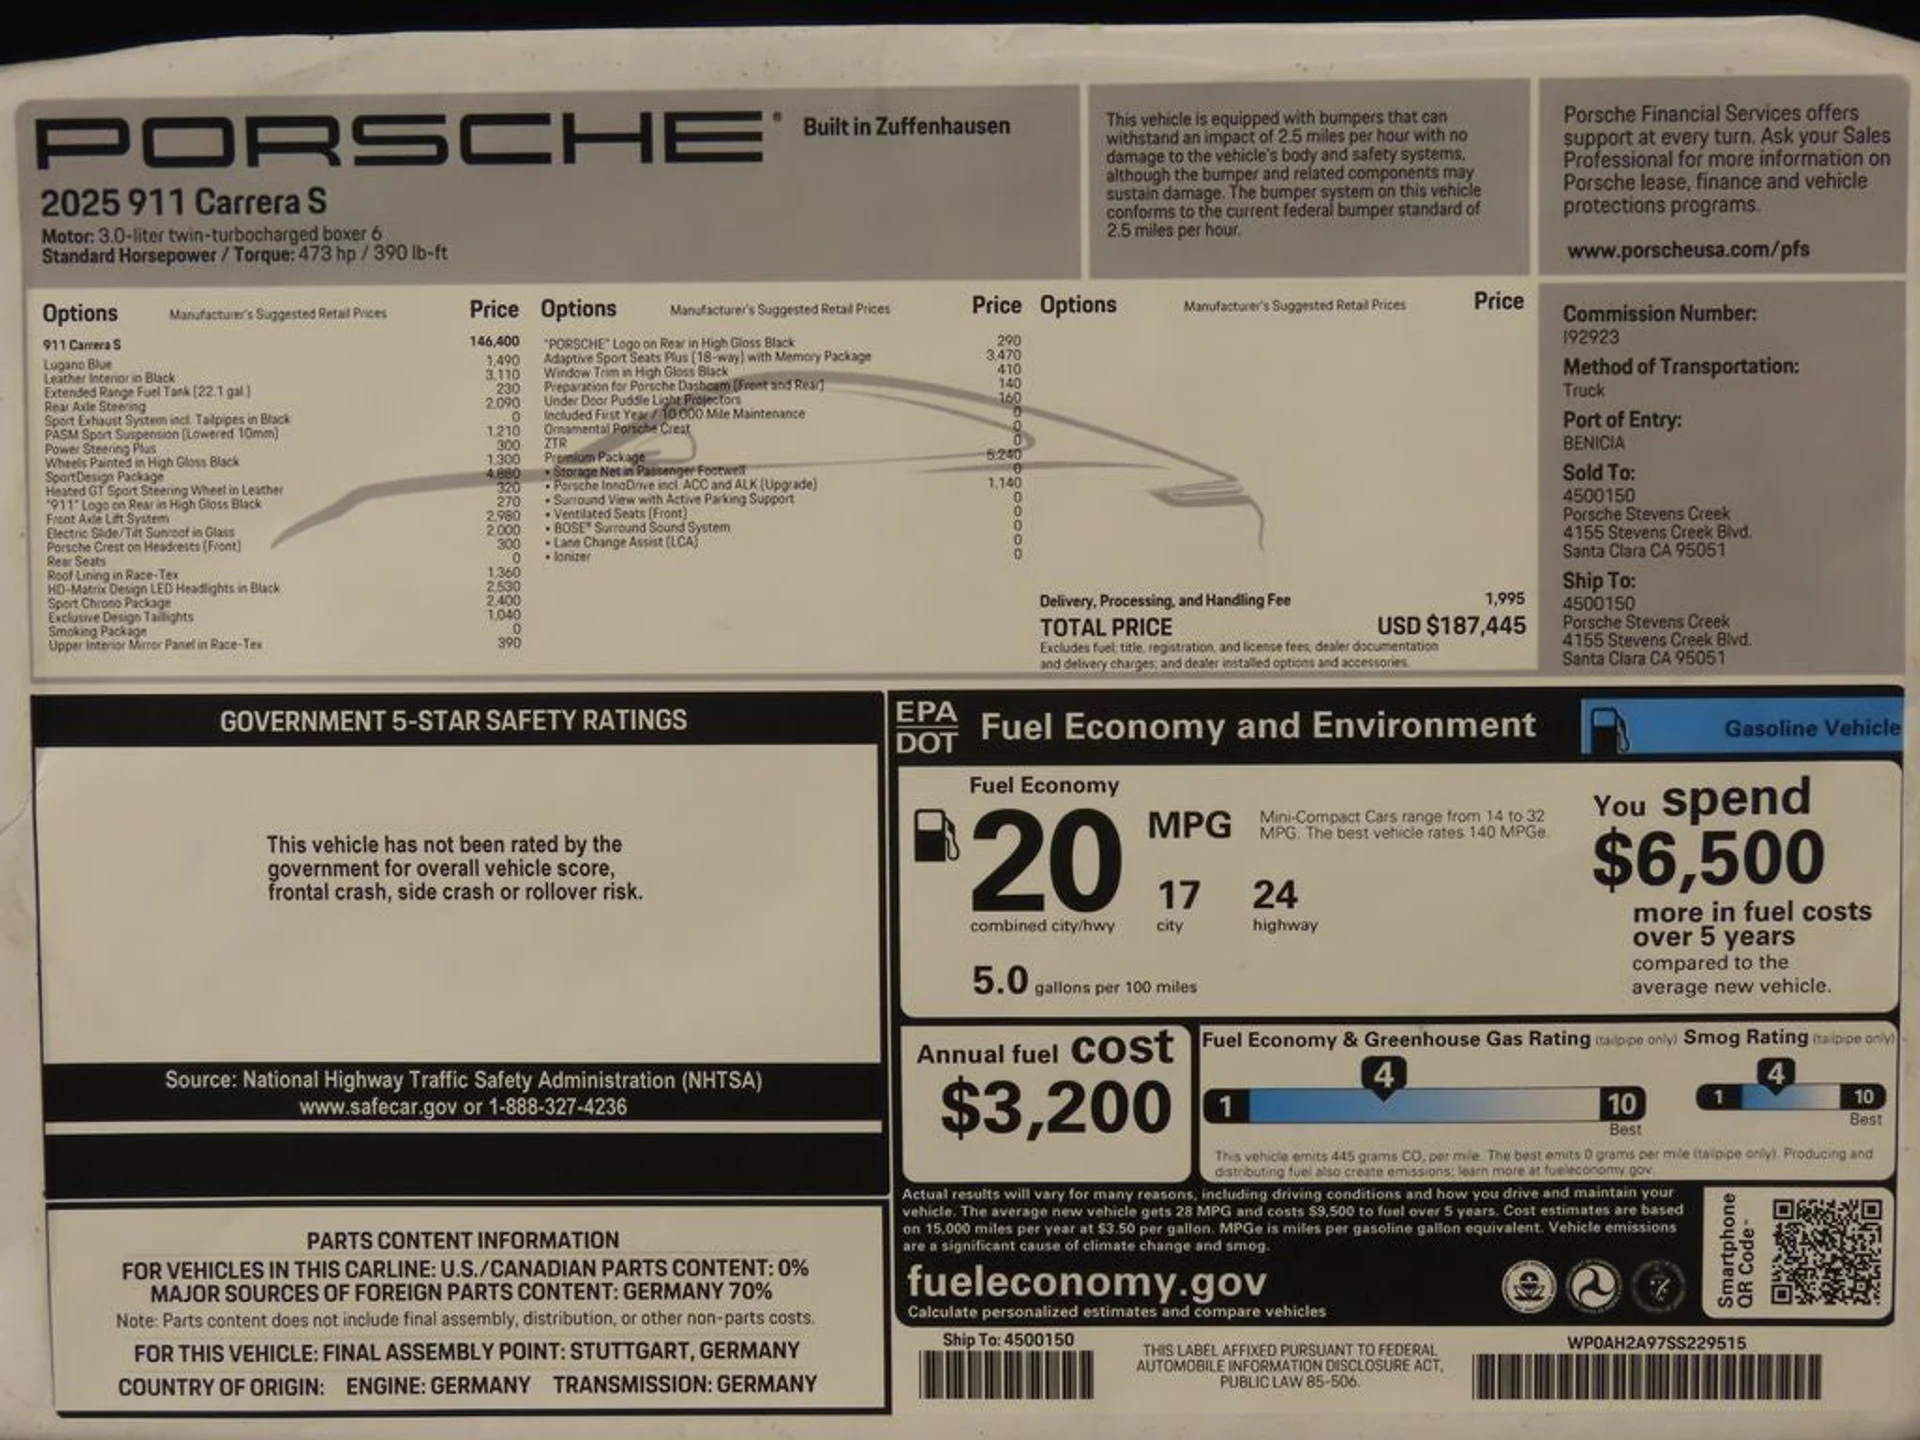 PORSCHE® Built in Zuffenhausen
2025 911 Carrera S
Motor: 3.0-liter twin-turbocharged boxer 6
Standard Horsepower / Torque: 473 hp / 390 lb-ft
This vehicle is equipped with bumpers that can
withstand an impact of 2.5 miles per hour with no
damage to the vehicle's body and safety systems,
although the bumper and related components may
sustain damage. The bumper system on this vehicle
conforms to the current federal bumper standard of
2.5 miles per hour.
Porsche Financial Services offers
support at every turn. Ask your Sales
Professional for more information on
Porsche lease, finance and vehicle
protections programs.
www.porscheusa.com/pfs
Options Manufacturer's Suggested Retail Prices Price
911 Carrera S 146,400
Lugano Blue 1,490
Leather Interior in Black 3,110
Extended Range Fuel Tank (22.1 gal.) 230
Rear Axle Steering 2,090
Sport Exhaust System incl. Tailpipes in Black 0
PASM Sport Suspension (Lowered 10mm) 1,210
Power Steering Plus 300
Wheels Painted in High Gloss Black 1,300
SportDesign Package 4,880
Heated GT Sport Steering Wheel in Leather 320
"911" Logo on Rear in High Gloss Black 270
Front Axle Lift System 2,980
Electric Slide/Tilt Sunroof in Glass 2,000
Porsche Crest on Headrests (Front) 300
Rear Seats 0
Roof Lining in Race-Tex 1,360
HD-Matrix Design LED Headlights in Black 2,530
Sport Chrono Package 2,400
Exclusive Design Taillights 1,040
Smoking Package 0
Upper Interior Mirror Panel in Race-Tex 390
Options Manufacturer's Suggested Retail Prices Price
"PORSCHE" Logo on Rear in High Gloss Black 290
Adaptive Sport Seats Plus (18-way) with Memory Package 3,470
Window Trim in High Gloss Black 410
Preparation for Porsche Dashcam (Front and Rear) 140
Under Door Puddle Light Projectors 160
Included First Year / 10,000 Mile Maintenance 0
Ornamental Porsche Crest 0
ZTR 0
Premium Package 5,240
• Storage Net in Passenger Footwell 0
• Porsche InnoDrive incl. ACC and ALK (Upgrade) 1,140
• Surround View with Active Parking Support 0
• Ventilated Seats (Front) 0
• BOSE® Surround Sound System 0
• Lane Change Assist (LCA) 0
• Ionizer 0
Options Manufacturer's Suggested Retail Prices Price
Delivery, Processing, and Handling Fee 1,995
TOTAL PRICE USD $187,445
Excludes fuel; title, registration, and license fees; dealer documentation
and delivery charges; and dealer installed options and accessories.
Commission Number:
I92923
Method of Transportation:
Truck
Port of Entry:
BENICIA
Sold To:
4500150
Porsche Stevens Creek
4155 Stevens Creek Blvd.
Santa Clara CA 95051
Ship To:
4500150
Porsche Stevens Creek
4155 Stevens Creek Blvd.
Santa Clara CA 95051
GOVERNMENT 5-STAR SAFETY RATINGS
This vehicle has not been rated by the
government for overall vehicle score,
frontal crash, side crash or rollover risk.
Source: National Highway Traffic Safety Administration (NHTSA)
www.safecar.gov or 1-888-327-4236
PARTS CONTENT INFORMATION
FOR VEHICLES IN THIS CARLINE: U.S./CANADIAN PARTS CONTENT: 0%
MAJOR SOURCES OF FOREIGN PARTS CONTENT: GERMANY 70%
Note: Parts content does not include final assembly, distribution, or other non-parts costs.
FOR THIS VEHICLE: FINAL ASSEMBLY POINT: STUTTGART, GERMANY
COUNTRY OF ORIGIN: ENGINE: GERMANY TRANSMISSION: GERMANY
EPA
DOT
Fuel Economy and Environment
Gasoline Vehicle
Fuel Economy
20 MPG
combined city/hwy
17
city
24
highway
Mini-Compact Cars range from 14 to 32
MPG. The best vehicle rates 140 MPGe.
5.0 gallons per 100 miles
You spend
$6,500
more in fuel costs
over 5 years
compared to the
average new vehicle.
Annual fuel cost
$3,200
Fuel Economy & Greenhouse Gas Rating (tailpipe only)
4
1 10
Best
Smog Rating (tailpipe only)
4
1 10
Best
This vehicle emits 445 grams CO₂ per mile. The best emits 0 grams per mile (tailpipe only). Producing and
distributing fuel also create emissions; learn more at fueleconomy.gov.
Actual results will vary for many reasons, including driving conditions and how you drive and maintain your
vehicle. The average new vehicle gets 28 MPG and costs $9,500 to fuel over 5 years. Cost estimates are based
on 15,000 miles per year at $3.50 per gallon. MPGe is miles per gasoline gallon equivalent. Vehicle emissions
are a significant cause of climate change and smog.
fueleconomy.gov
Calculate personalized estimates and compare vehicles
Smartphone
QR Code™
Ship To: 4500150
THIS LABEL AFFIXED PURSUANT TO FEDERAL
AUTOMOBILE INFORMATION DISCLOSURE ACT,
PUBLIC LAW 85-506.
WP0AH2A97SS229515